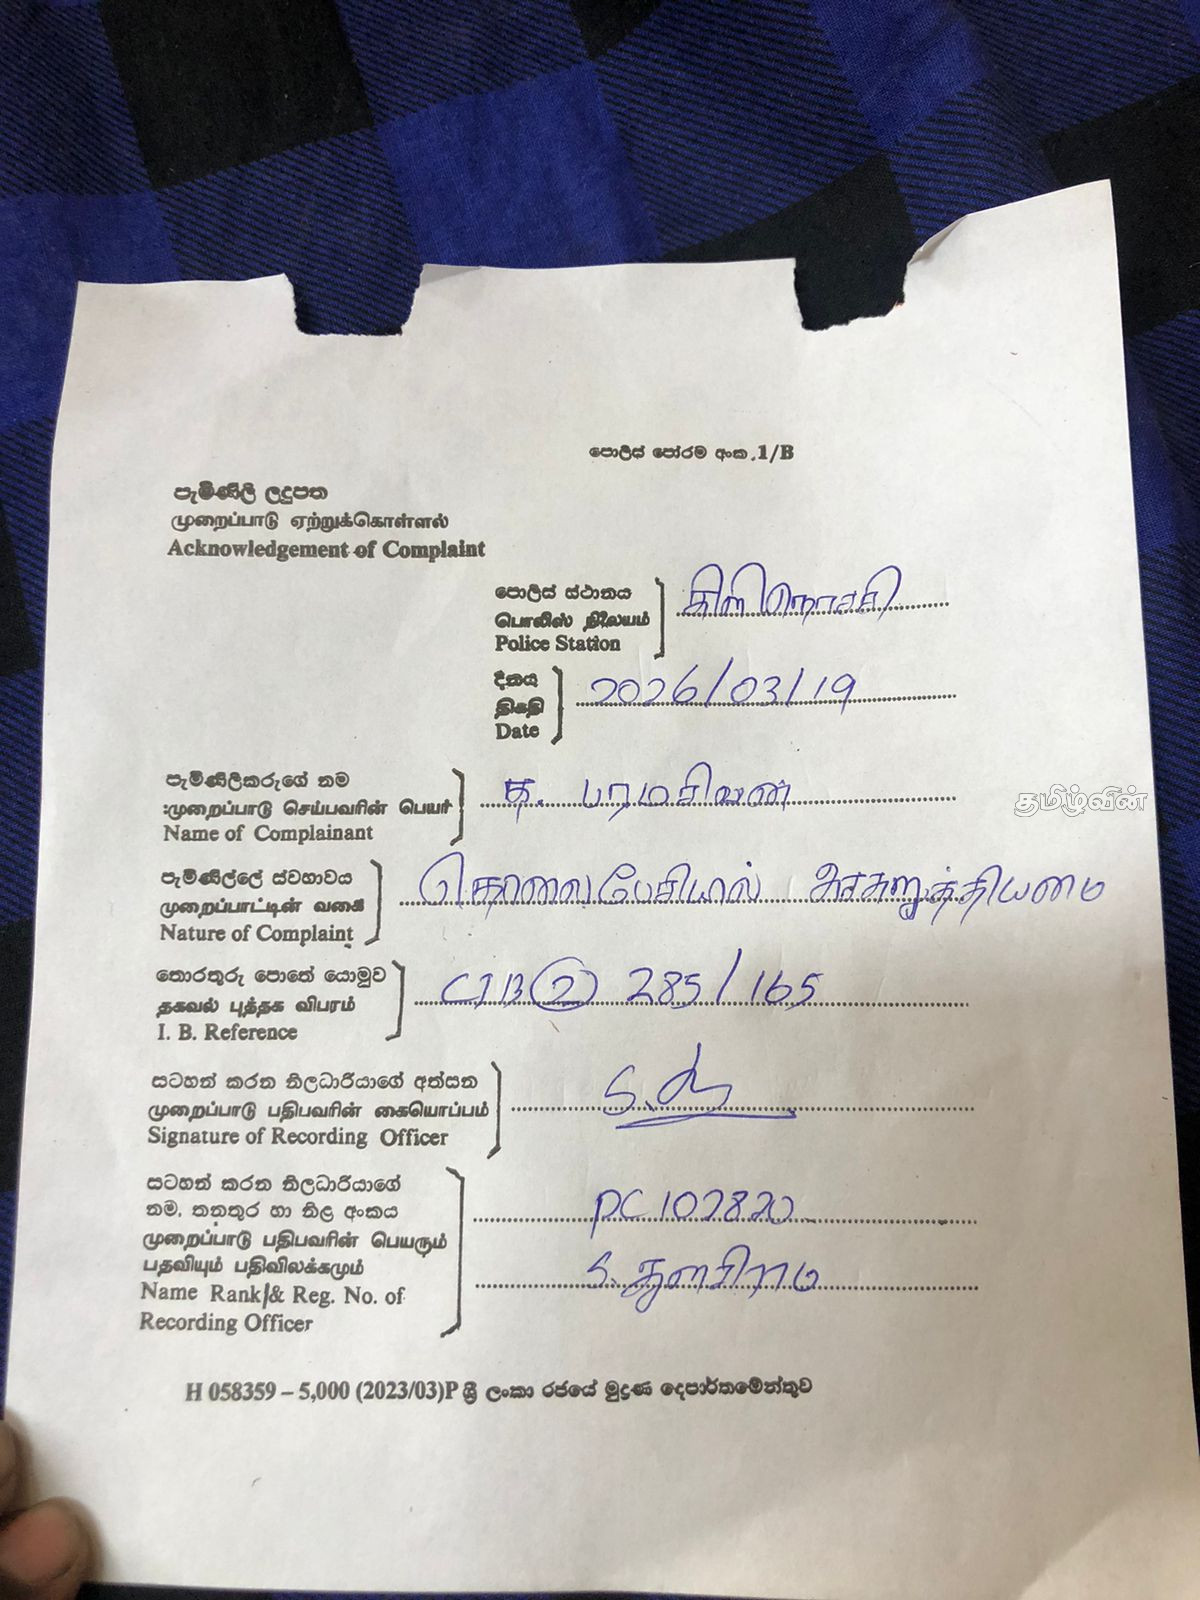 පොලිස් පෝරම අංක .1/B
පැමිණිලි ලදුපත
முறைப்பாடு ஏற்றுக்கொள்ளல்
Acknowledgement of Complaint
පොලිස් ස්ථානය
பொலிஸ் நிலையம்
Police Station
கிளிநொச்சி
දිනය
திகதி
Date
2026/03/19
පැමිණිලිකරුගේ නම
:முறைப்பாடு செய்பவரின் பெயர்
Name of Complainant
த. பரமசிவன்
தமிழ்வின்
පැමිණිල්ලේ ස්වභාවය
முறைப்பாட்டின் வகை
Nature of Complaint
தொலைபேசியால் அச்சுறுத்தியமை
තොරතුරු පොතේ යොමුව
தகவல் புத்தக விபரம்
I. B. Reference
CIB (2) 285/165
සටහන් කරන නිලධාරියාගේ අත්සන
முறைப்பாடு பதிபவரின் கையொப்பம்
Signature of Recording Officer
සටහන් කරන නිලධාරියාගේ
නම, තනතුර හා නිළ අංකය
முறைப்பாடு பதிபவரின் பெயரும்
பதவியும் பதிவிலக்கமும்
Name Rank/& Reg. No. of
Recording Officer
PC 102820
S. துளசிராம்
H 058359 – 5,000 (2023/03)P ශ්‍රී ලංකා රජයේ මුද්‍රණ දෙපාර්තමේන්තුව